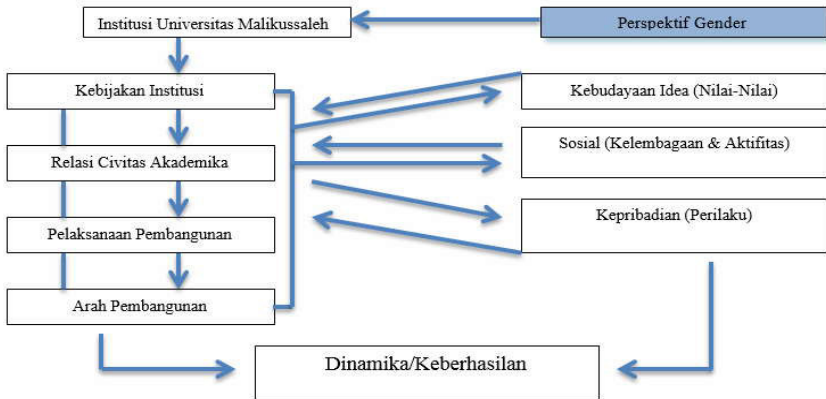 Institusi Universitas Malikussaleh
Perspektif Gender
Kebijakan Institusi
Kebudayaan Idea (Nilai-Nilai)
Sosial (Kelembagaan & Aktifitas)
Relasi Civitas Akademika
Kepribadian (Perilaku)
Pelaksanaan Pembangunan
Arah Pembangunan
Dinamika/Keberhasilan